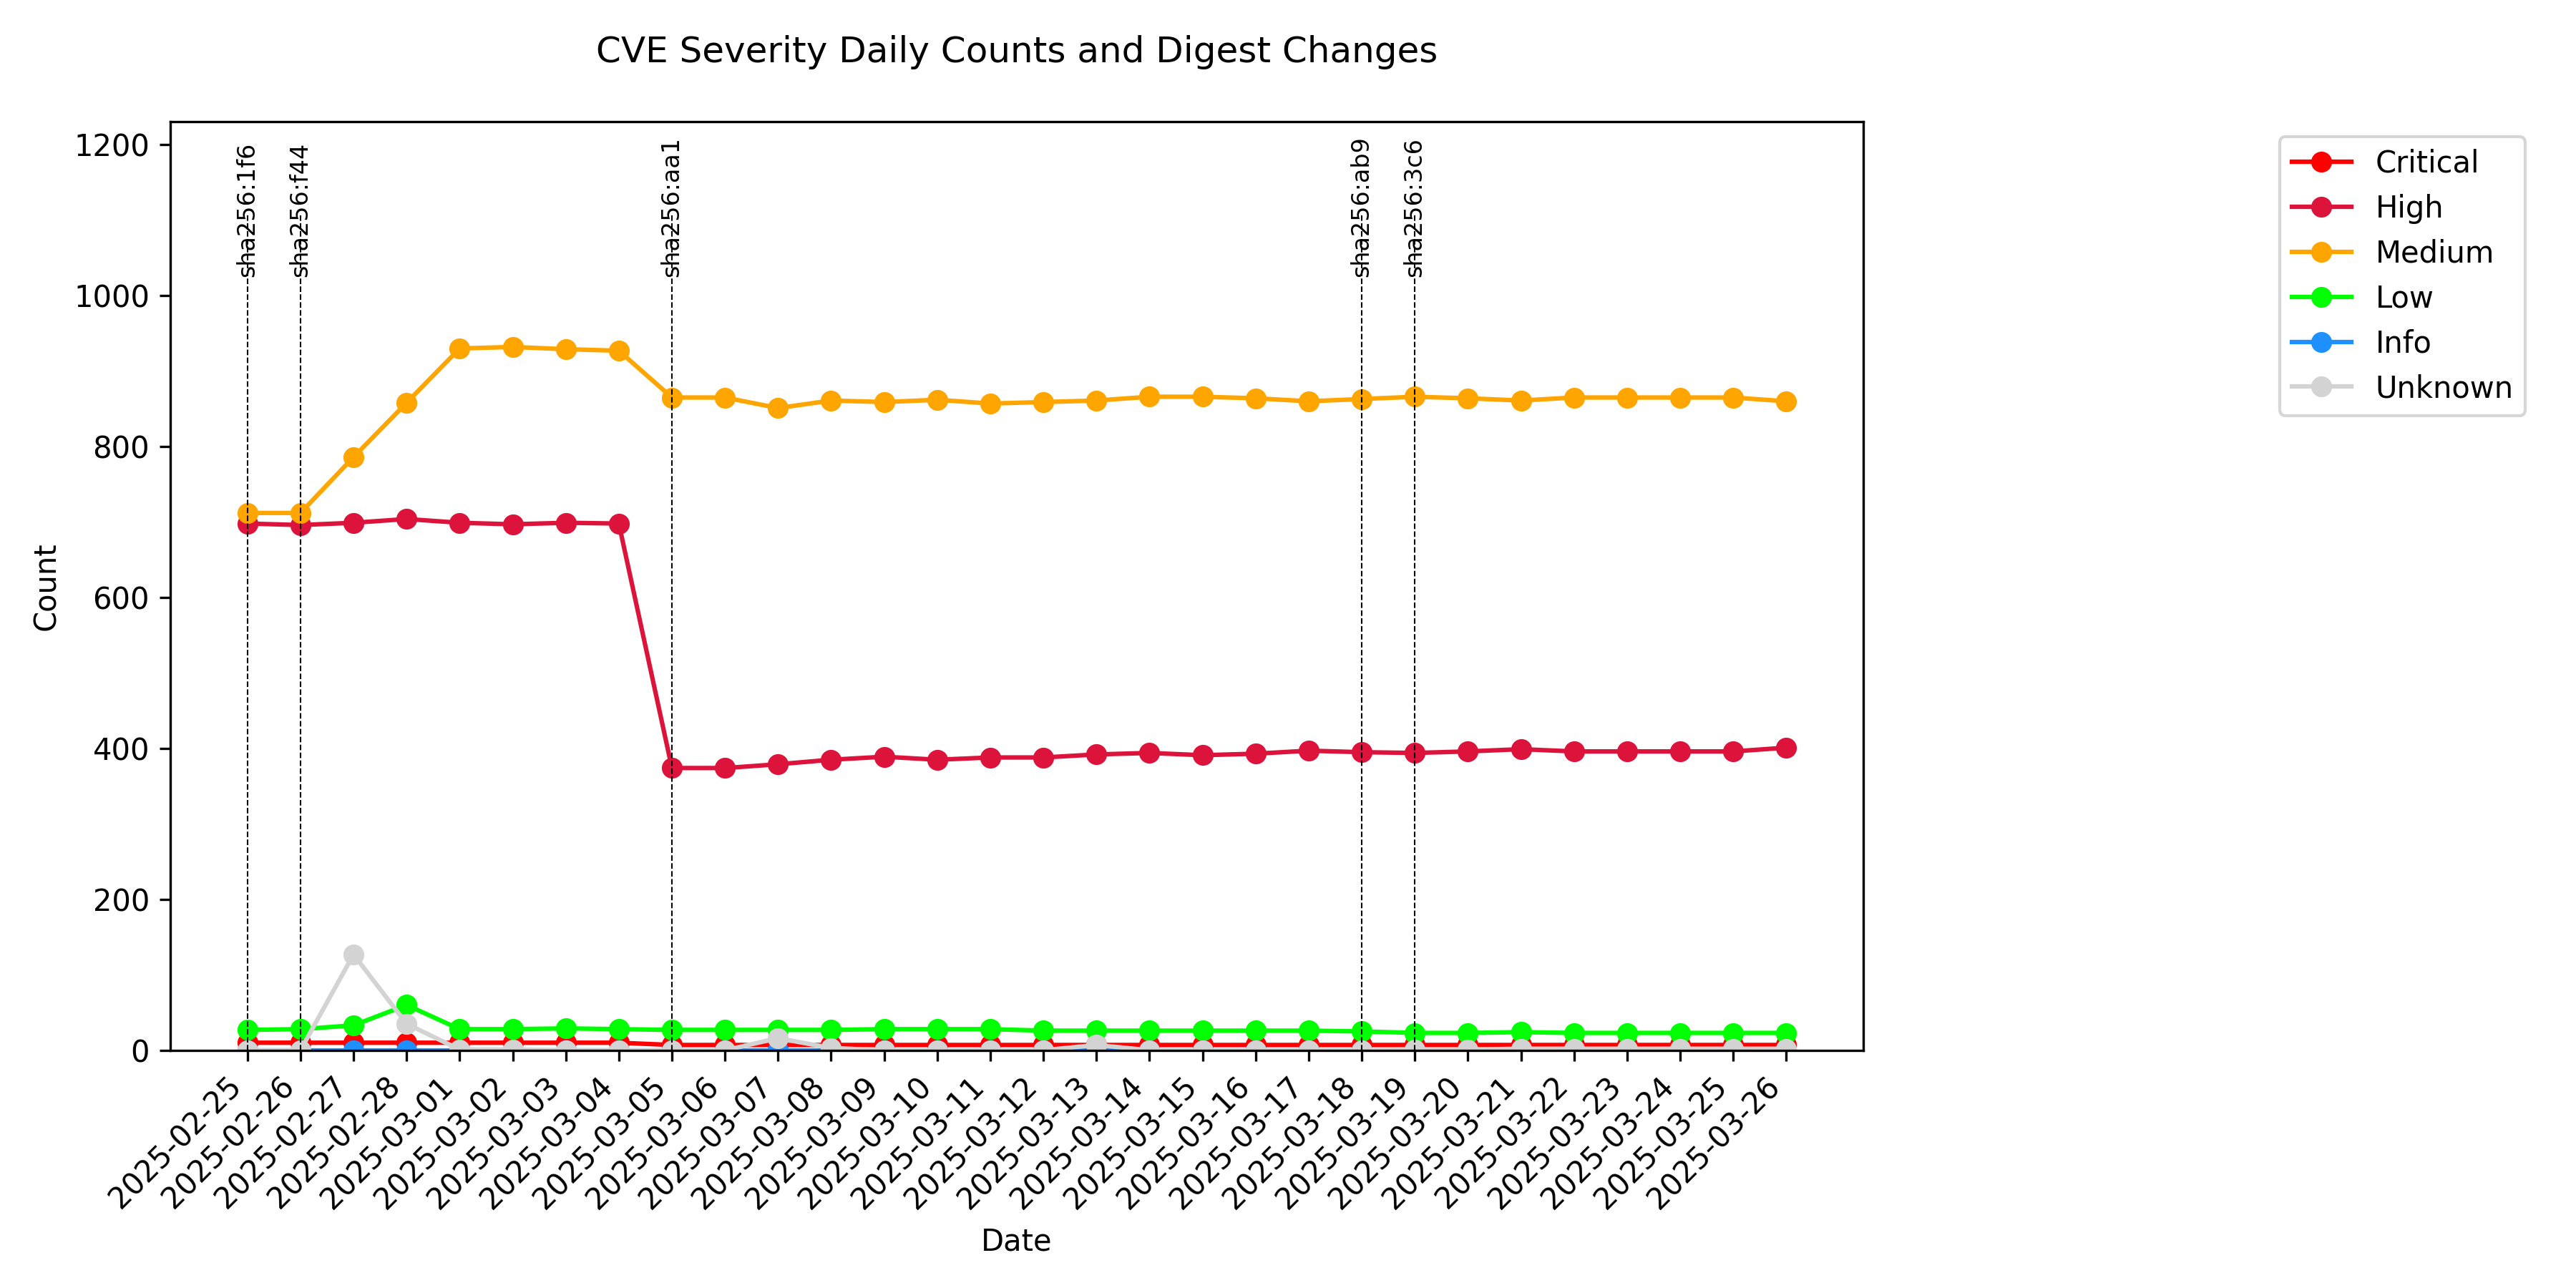 CVE Severity Daily Counts and Digest Changes
sha256:1f6
sha256:f44
sha256:aa1
sha256:ab9
sha256:3c6
Critical
High
Medium
Low
Info
Unknown
1200
1000
800
600
400
200
0
Count
2025-02-25
2025-02-26
2025-02-27
2025-02-28
2025-03-01
2025-03-02
2025-03-03
2025-03-04
2025-03-05
2025-03-06
2025-03-07
2025-03-08
2025-03-09
2025-03-10
2025-03-11
2025-03-12
2025-03-13
2025-03-14
2025-03-15
2025-03-16
2025-03-17
2025-03-18
2025-03-19
2025-03-20
2025-03-21
2025-03-22
2025-03-23
2025-03-24
2025-03-25
2025-03-26
Date